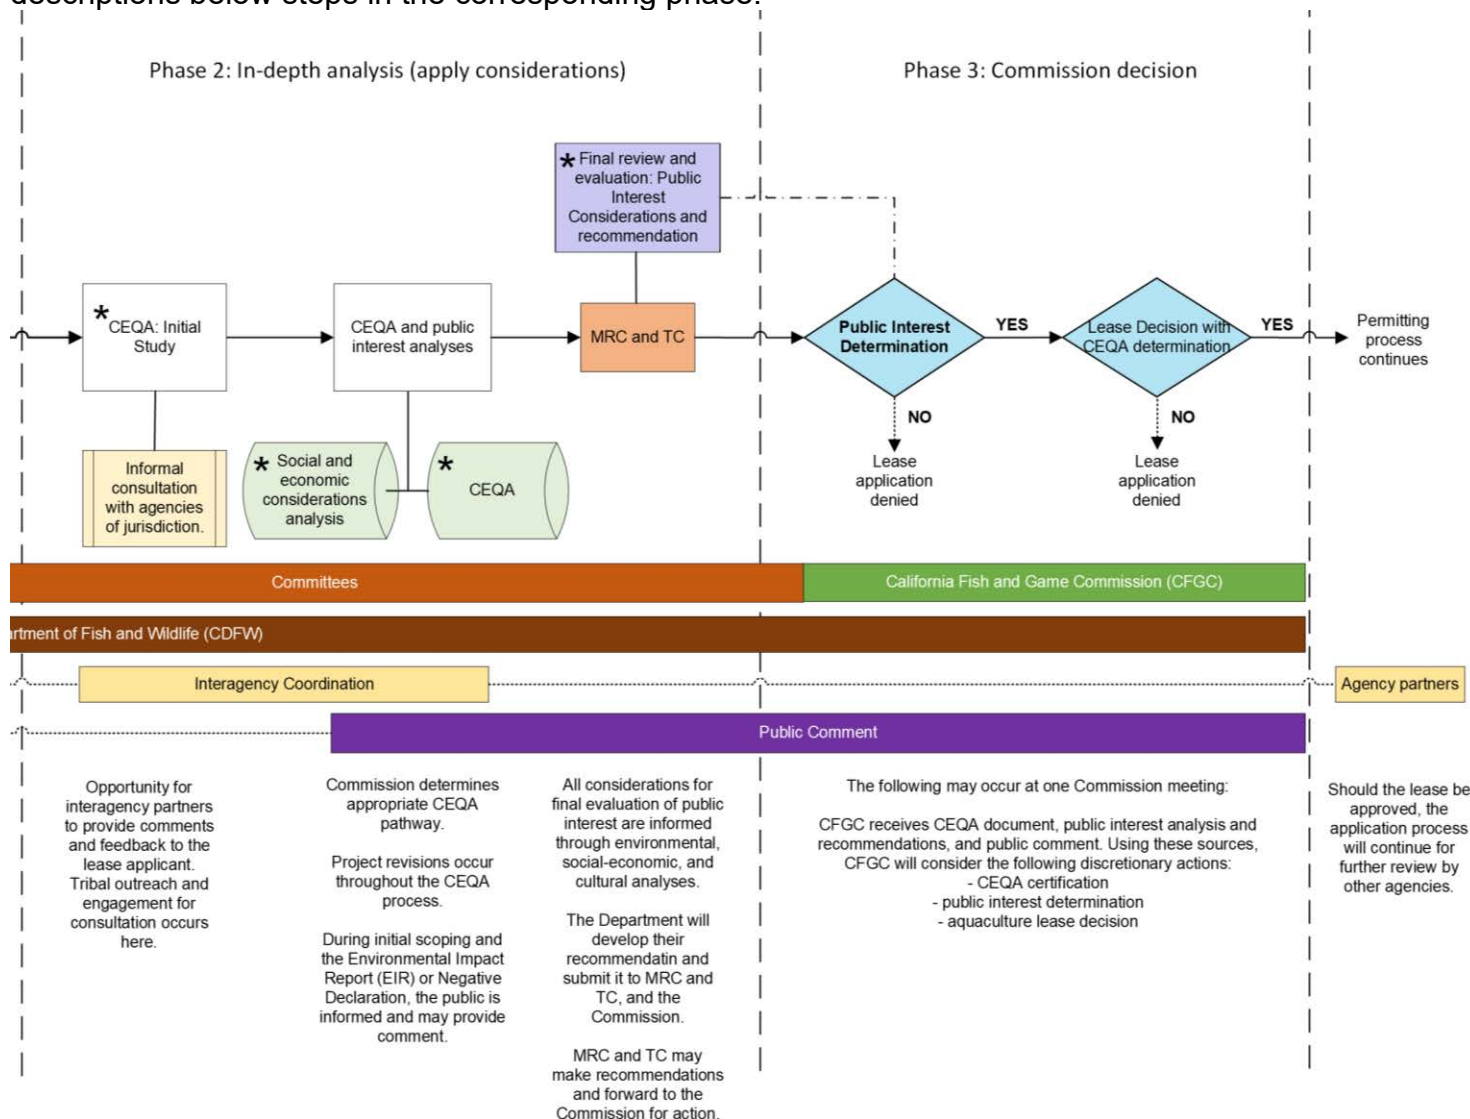 descriptions below steps in the corresponding phase.
Phase 2: In-depth analysis (apply considerations)
Phase 3: Commission decision
* Final review and
evaluation: Public
Interest
Considerations and
recommendation
*
CEQA: Initial
Study
CEQA and public
interest analyses
MRC and TC
Public Interest
Determination
YES
Lease Decision with
CEQA determination
YES
Permitting
process
continues
NO
NO
Lease
application
denied
Lease
application
denied
Informal
consultation
with agencies
of jurisdiction.
* Social and
economic
considerations
analysis
*
CEQA
Committees
California Fish and Game Commission (CFGC)
of Fish and Wildlife (CDFW)
Interagency Coordination
Agency partners
Public Comment
Opportunity for
interagency partners
to provide comments
and feedback to the
lease applicant.
Tribal outreach and
engagement for
consultation occurs
here.
Commission determines
appropriate CEQA
pathway.
Project revisions occur
throughout the CEQA
process.
During initial scoping and
the Environmental Impact
Report (EIR) or Negative
Declaration, the public is
informed and may provide
comment.
All considerations for
final evaluation of public
interest are informed
through environmental,
social-economic, and
cultural analyses.
The Department will
develop their
recommendatin and
submit it to MRC and
TC, and the
Commission.
MRC and TC may
make recommendations
and forward to the
Commission for action.
The following may occur at one Commission meeting:
CFGC receives CEQA document, public interest analysis and
recommendations, and public comment. Using these sources,
CFGC will consider the following discretionary actions:
- CEQA certification
- public interest determination
- aquaculture lease decision
Should the lease be
approved, the
application process
will continue for
further review by
other agencies.